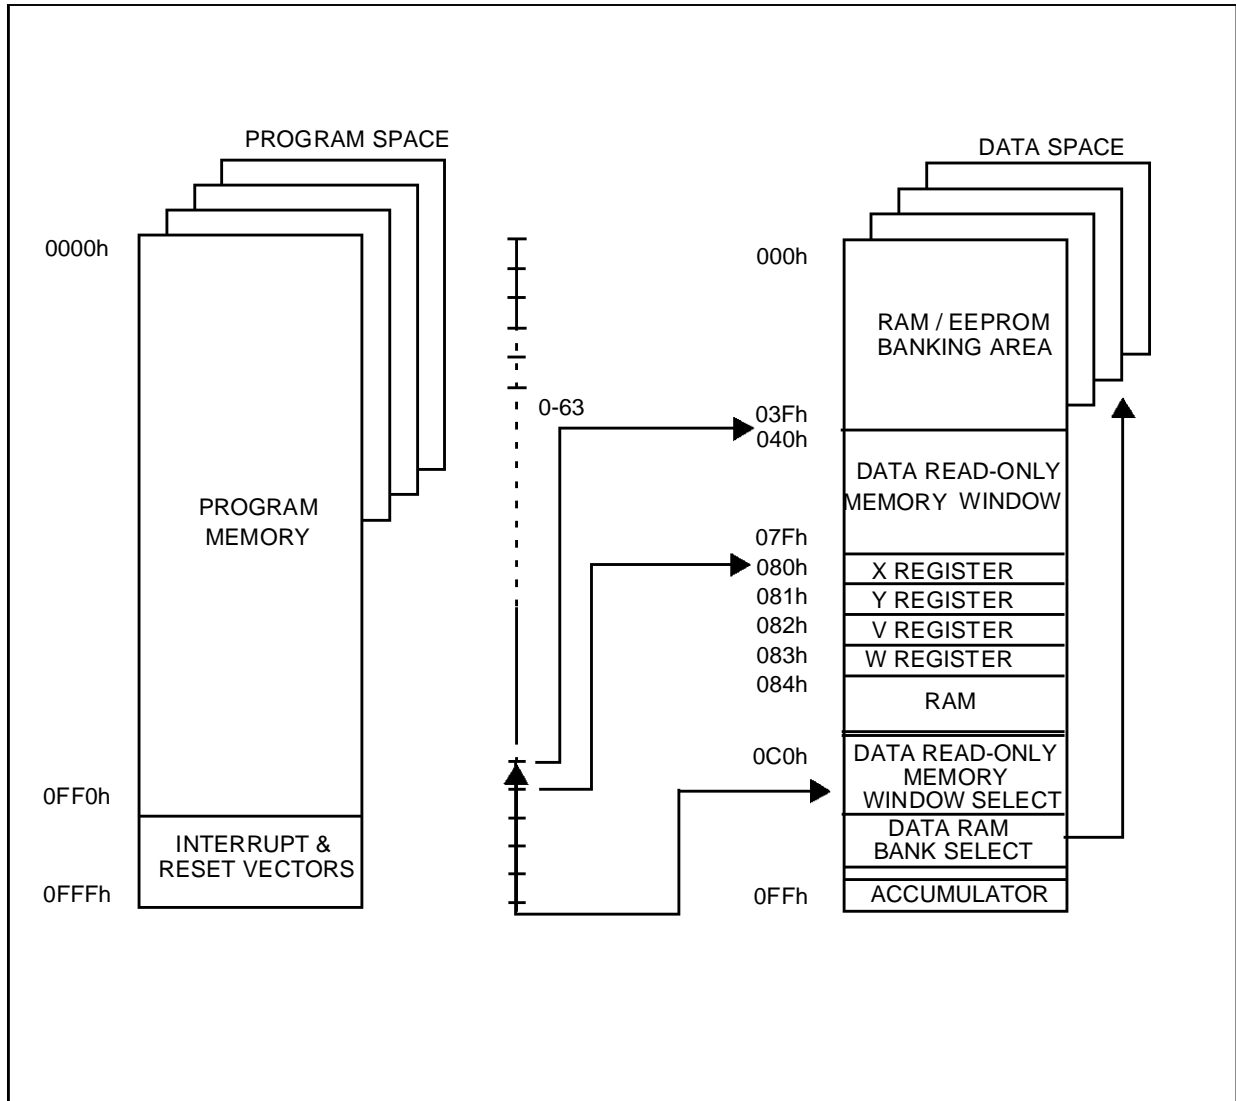 PROGRAM SPACE
0000h
PROGRAM
MEMORY
0FF0h
INTERRUPT &
RESET VECTORS
0FFFh
0-63
DATA SPACE
000h
RAM / EEPROM
BANKING AREA
03Fh
040h
DATA READ-ONLY
MEMORY WINDOW
07Fh
080h
X REGISTER
081h
Y REGISTER
082h
V REGISTER
083h
W REGISTER
084h
RAM
0C0h
DATA READ-ONLY
MEMORY
WINDOW SELECT
DATA RAM
BANK SELECT
0FFh
ACCUMULATOR